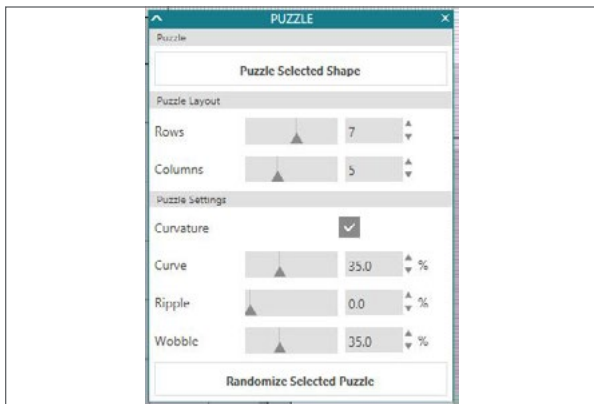 PUZZLE
Puzzle
Puzzle Selected Shape
Puzzle Layout
Rows 7
Columns 5
Puzzle Settings
Curvature
Curve 35.0 %
Ripple 0.0 %
Wobble 35.0 %
Randomize Selected Puzzle